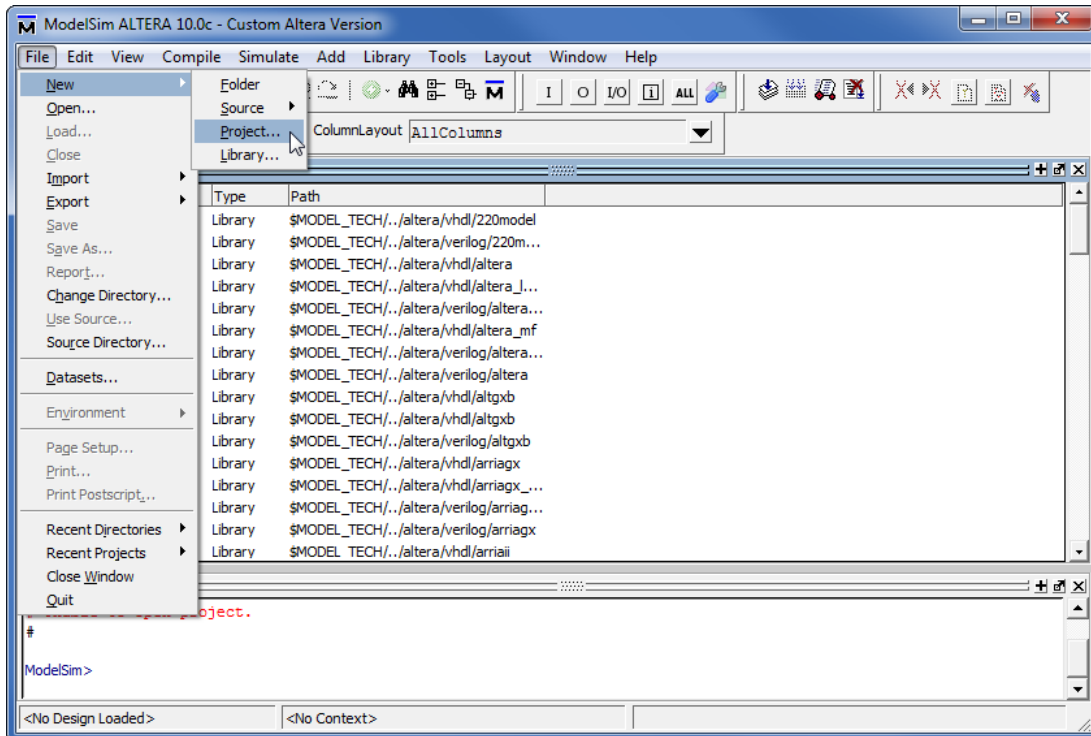 ModelSim ALTERA 10.0c - Custom Altera Version
File Edit View Compile Simulate Add Library Tools Layout Window Help
New
Open...
Load...
Close
Import
Export
Save
Save As...
Report...
Change Directory...
Use Source...
Source Directory...
Datasets...
Environment
Page Setup...
Print...
Print Postscript...
Recent Directories
Recent Projects
Close Window
Quit
Folder
Source
Project...
Library...
I O I/O i ALL
ColumnLayout AllColumns
Type Path
Library $MODEL_TECH/../altera/vhdl/220model
Library $MODEL_TECH/../altera/verilog/220m...
Library $MODEL_TECH/../altera/vhdl/altera
Library $MODEL_TECH/../altera/vhdl/altera_l...
Library $MODEL_TECH/../altera/verilog/altera...
Library $MODEL_TECH/../altera/vhdl/altera_mf
Library $MODEL_TECH/../altera/verilog/altera...
Library $MODEL_TECH/../altera/verilog/altera
Library $MODEL_TECH/../altera/vhdl/altgxb
Library $MODEL_TECH/../altera/vhdl/altgxb
Library $MODEL_TECH/../altera/verilog/altgxb
Library $MODEL_TECH/../altera/vhdl/arriagx
Library $MODEL_TECH/../altera/vhdl/arriagx_...
Library $MODEL_TECH/../altera/verilog/arriag...
Library $MODEL_TECH/../altera/verilog/arriagx
Library $MODEL_TECH/../altera/vhdl/arriaii
project.
#
ModelSim>
<No Design Loaded> <No Context>